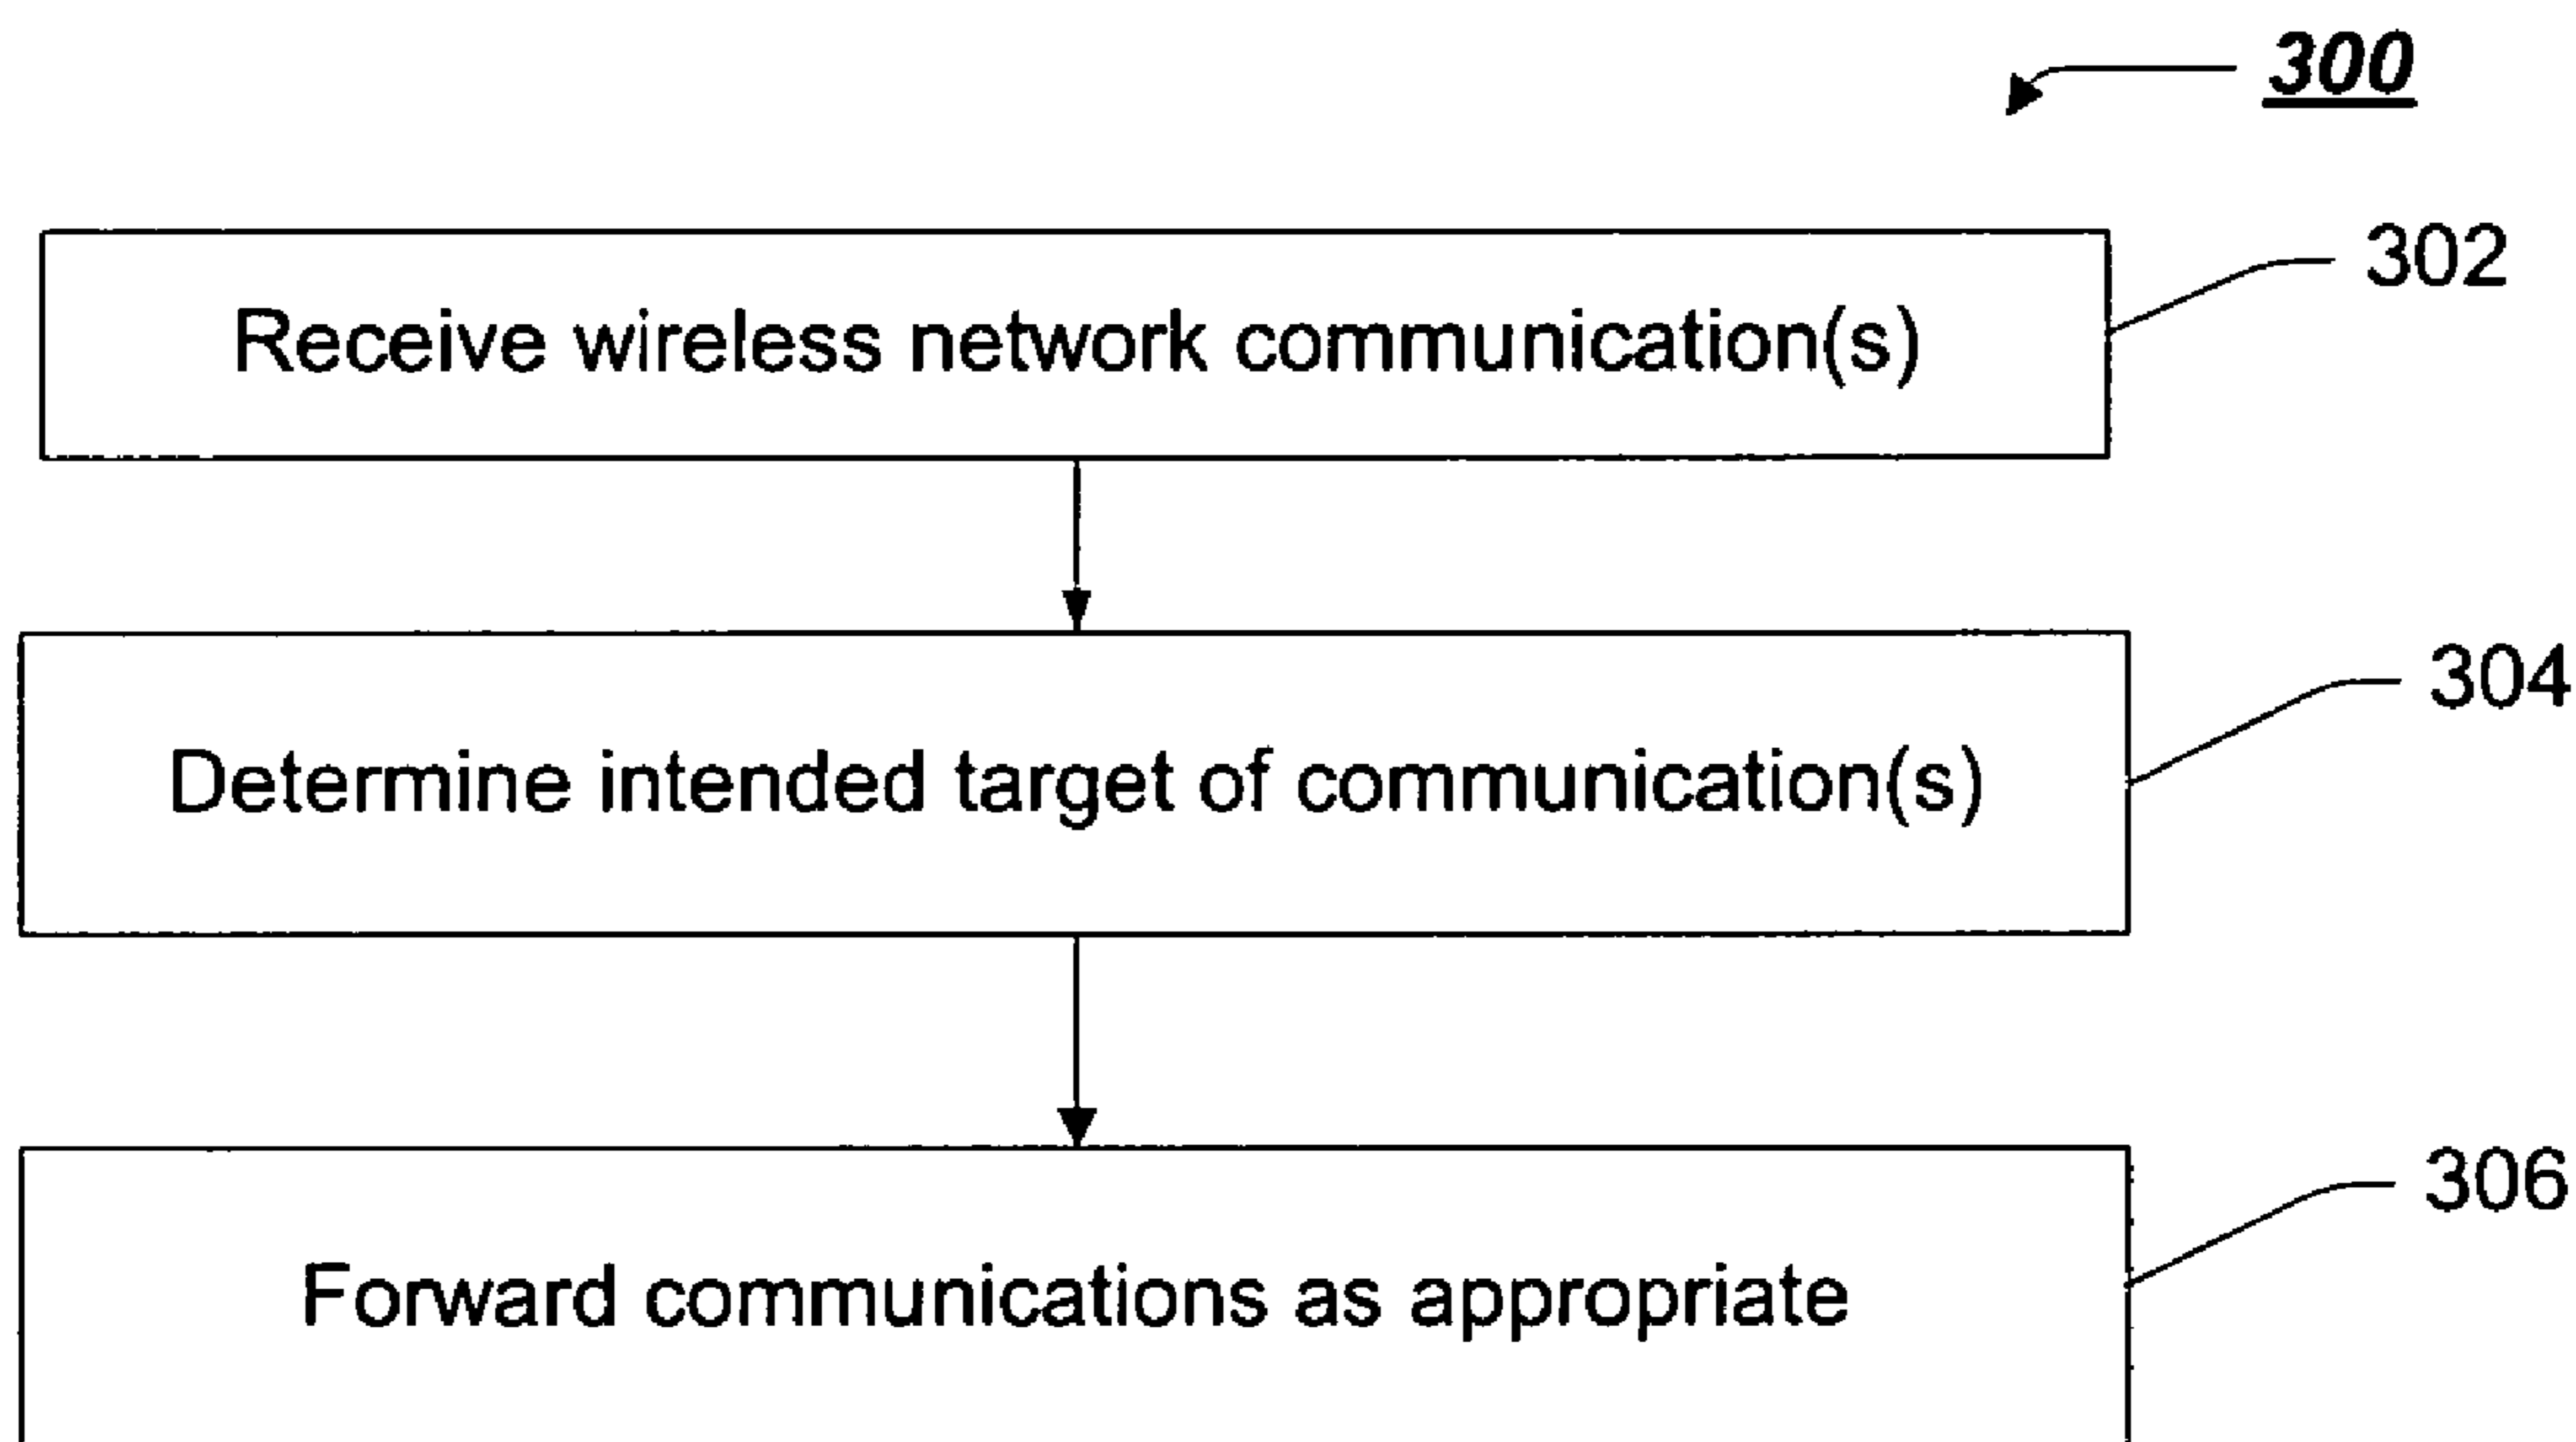 300
302
Receive wireless network communication(s)
304
Determine intended target of communication(s)
306
Forward communications as appropriate